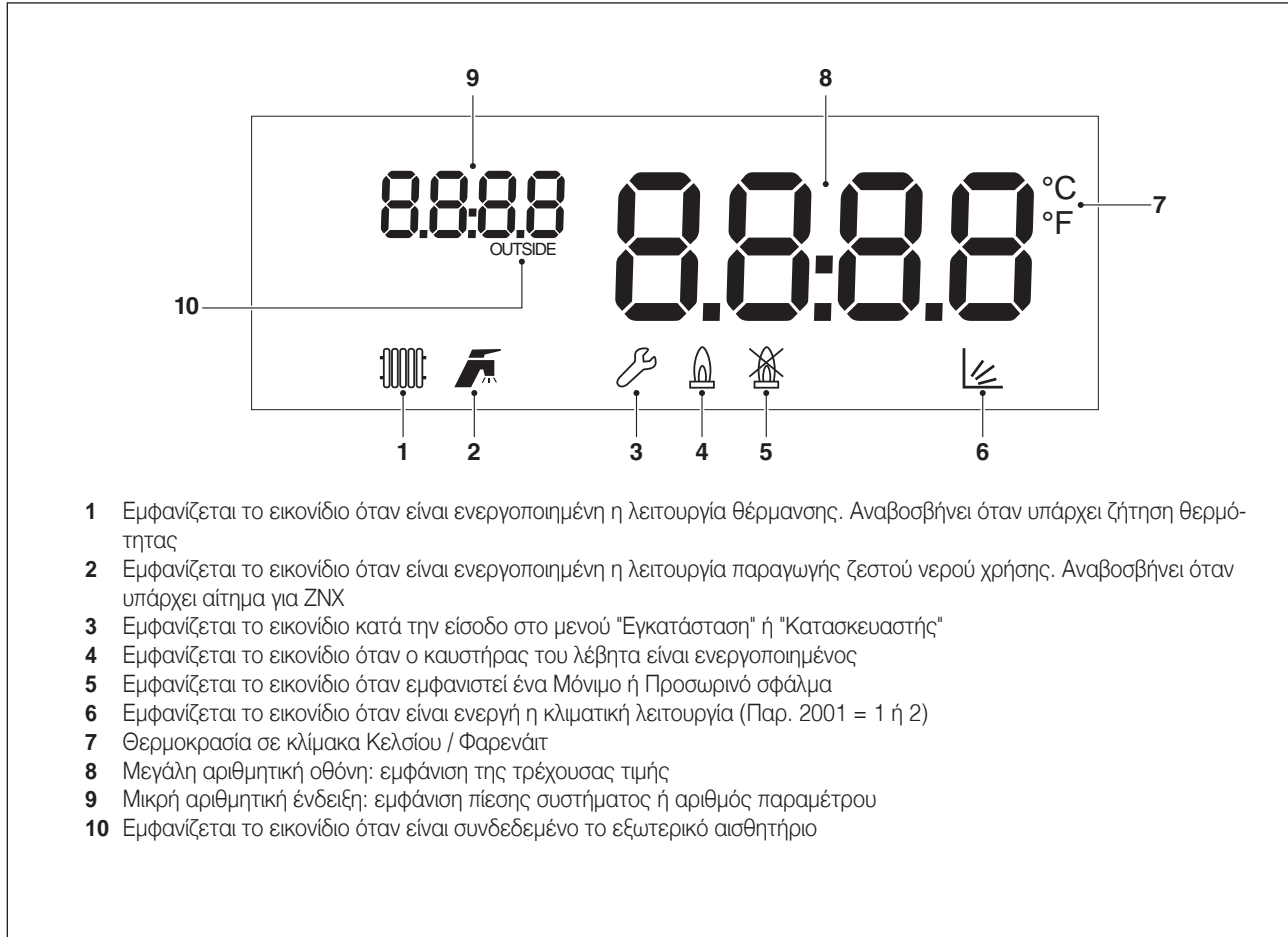 9
8
8.8:8.8
8.8:8.8
°C
°F
7
OUTSIDE
10
1
2
3
4
5
6
1 Εμφανίζεται το εικονίδιο όταν είναι ενεργοποιημένη η λειτουργία θέρμανσης. Αναβοσβήνει όταν υπάρχει ζήτηση θερμό-
τητας
2 Εμφανίζεται το εικονίδιο όταν είναι ενεργοποιημένη η λειτουργία παραγωγής ζεστού νερού χρήσης. Αναβοσβήνει όταν
υπάρχει αίτημα για ΖΝΧ
3 Εμφανίζεται το εικονίδιο κατά την είσοδο στο μενού "Εγκατάσταση" ή "Κατασκευαστής"
4 Εμφανίζεται το εικονίδιο όταν ο καυστήρας του λέβητα είναι ενεργοποιημένος
5 Εμφανίζεται το εικονίδιο όταν εμφανιστεί ένα Μόνιμο ή Προσωρινό σφάλμα
6 Εμφανίζεται το εικονίδιο όταν είναι ενεργή η κλιματική λειτουργία (Παρ. 2001 = 1 ή 2)
7 Θερμοκρασία σε κλίμακα Κελσίου / Φαρενάιτ
8 Μεγάλη αριθμητική οθόνη: εμφάνιση της τρέχουσας τιμής
9 Μικρή αριθμητική ένδειξη: εμφάνιση πίεσης συστήματος ή αριθμός παραμέτρου
10 Εμφανίζεται το εικονίδιο όταν είναι συνδεδεμένο το εξωτερικό αισθητήριο